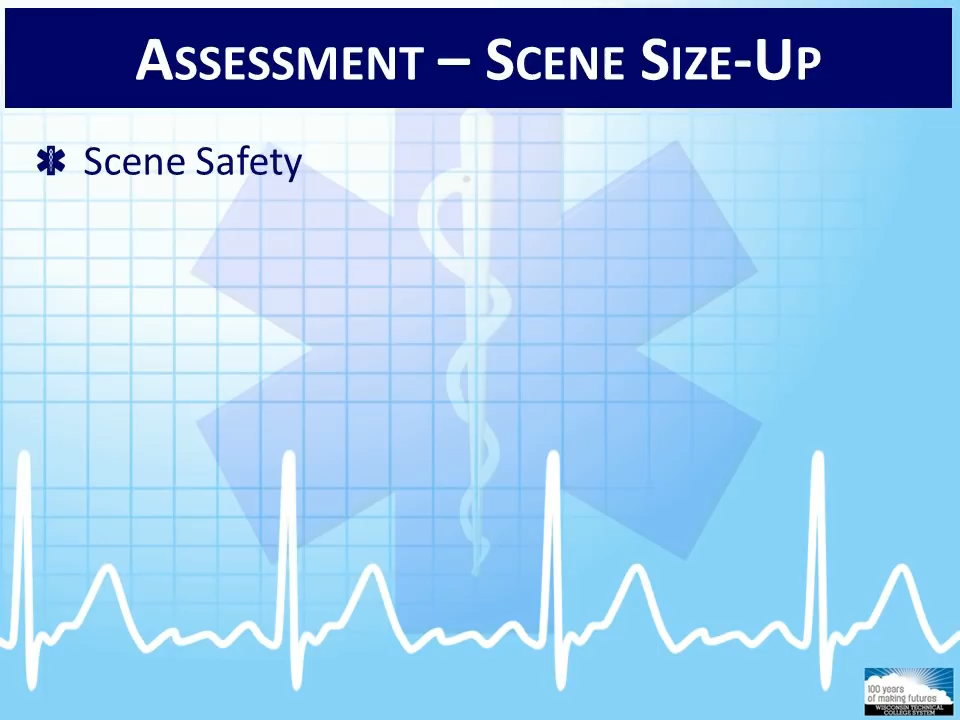 Assessment – Scene Size-Up
Scene Safety
100 years
of making futures
WISCONSIN TECHNICAL
COLLEGE SYSTEM